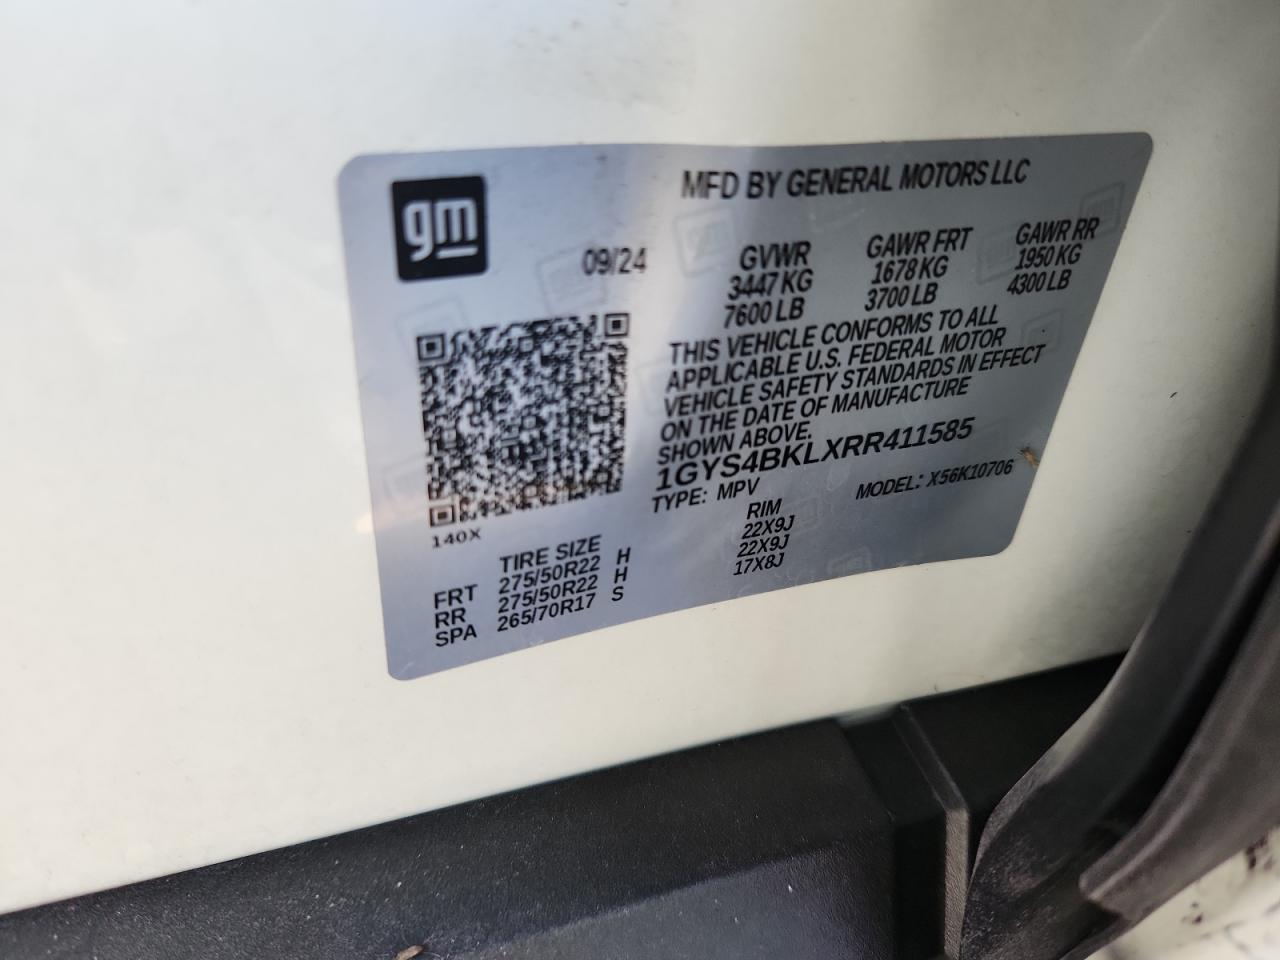 gm
MFD BY GENERAL MOTORS LLC
09/24
GVWR GAWR FRT GAWR RR
3447 KG 1678 KG 1950 KG
7600 LB 3700 LB 4300 LB
THIS VEHICLE CONFORMS TO ALL
APPLICABLE U.S. FEDERAL MOTOR
VEHICLE SAFETY STANDARDS IN EFFECT
ON THE DATE OF MANUFACTURE
SHOWN ABOVE.
1GYS4BKLXRR411585
TYPE: MPV MODEL: X56K10706
140X
TIRE SIZE RIM
FRT 275/50R22 H 22X9J
RR 275/50R22 H 22X9J
SPA 265/70R17 S 17X8J